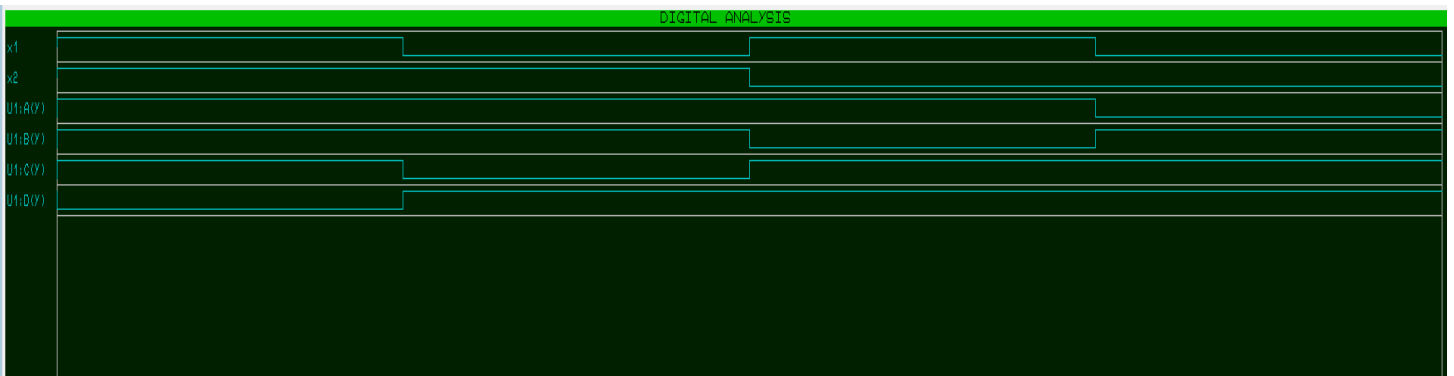 DIGITAL ANALYSIS
x1
x2
U1:A(Y)
U1:B(Y)
U1:C(Y)
U1:D(Y)